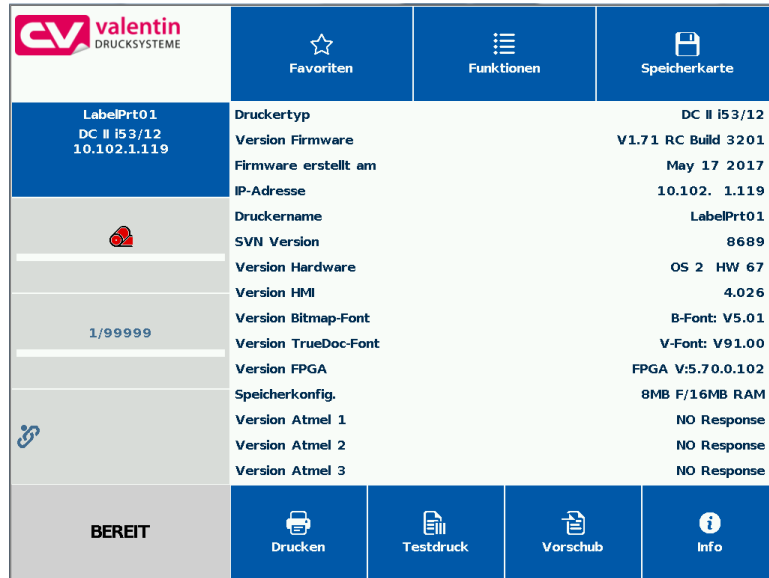 CV valentin
DRUCKSYSTEME
Favoriten
Funktionen
Speicherkarte
LabelPrt01
DC II i53/12
10.102.1.119
Druckertyp DC II i53/12
Version Firmware V1.71 RC Build 3201
Firmware erstellt am May 17 2017
IP-Adresse 10.102. 1.119
Druckername LabelPrt01
SVN Version 8689
Version Hardware OS 2 HW 67
Version HMI 4.026
Version Bitmap-Font B-Font: V5.01
Version TrueDoc-Font V-Font: V91.00
Version FPGA FPGA V:5.70.0.102
Speicherkonfig. 8MB F/16MB RAM
Version Atmel 1 NO Response
Version Atmel 2 NO Response
Version Atmel 3 NO Response
1/99999
BEREIT
Drucken
Testdruck
Vorschub
Info